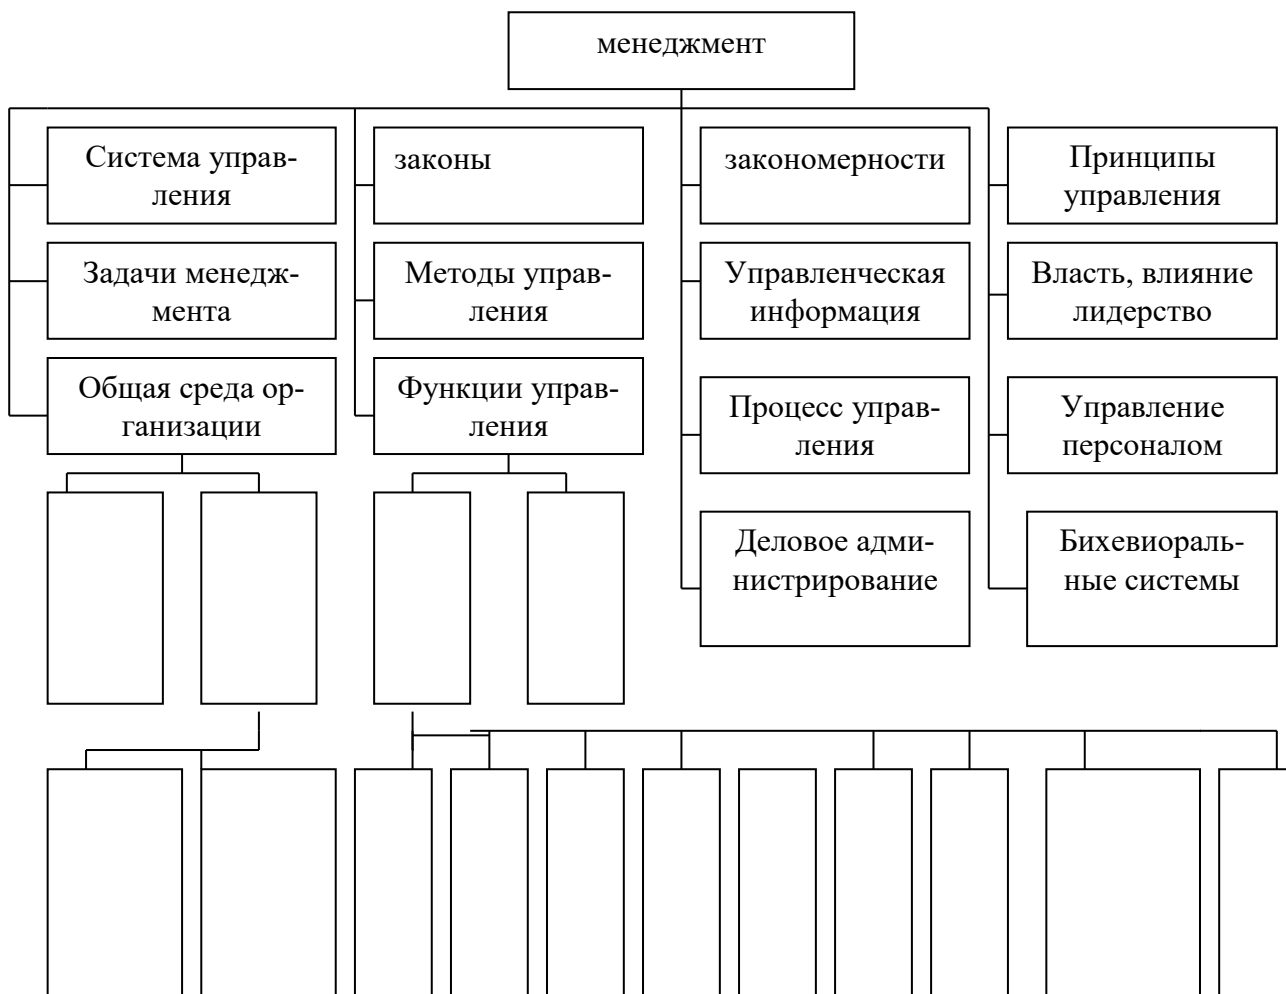 менеджмент
Система управ-
ления
законы
закономерности
Принципы
управления
Задачи менедж-
мента
Методы управ-
ления
Управленческая
информация
Власть, влияние
лидерство
Общая среда ор-
ганизации
Функции управ-
ления
Процесс управ-
ления
Управление
персоналом
Деловое адми-
нистрирование
Бихевиораль-
ные системы